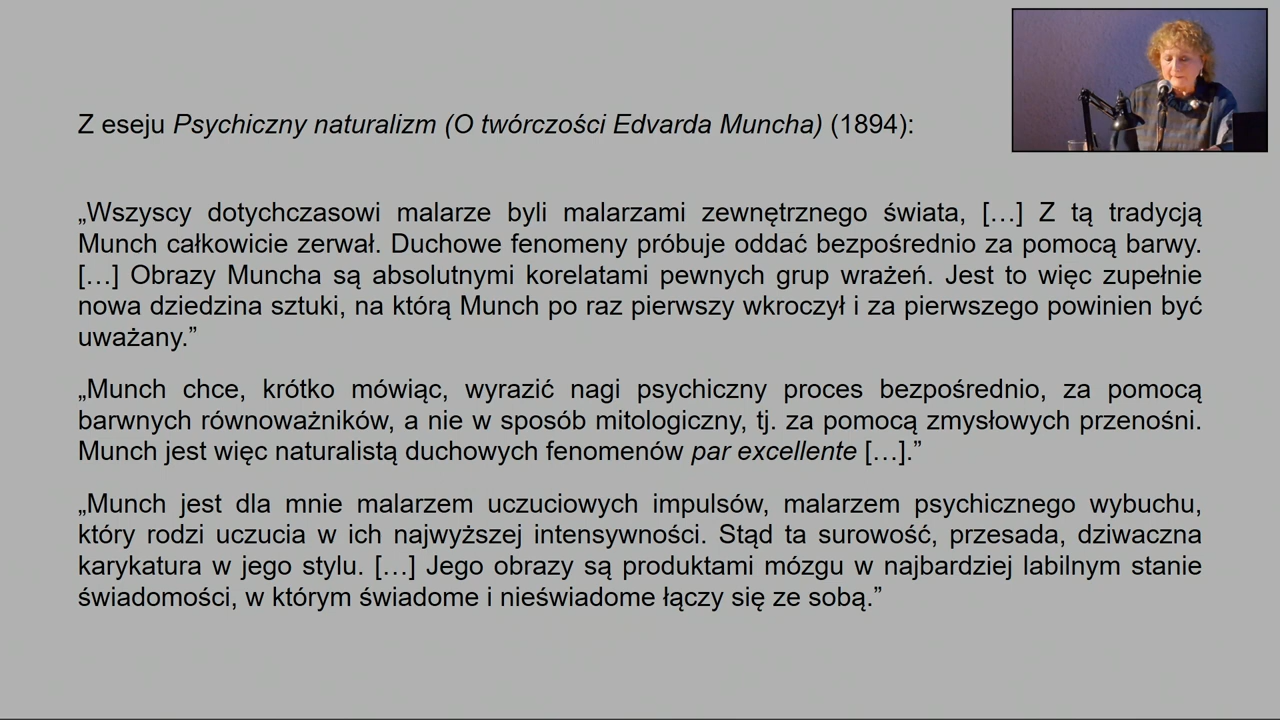 Z eseju Psychiczny naturalizm (O twórczości Edvarda Muncha) (1894):
„Wszyscy dotychczasowi malarze byli malarzami zewnętrznego świata, […] Z tą tradycją
Munch całkowicie zerwał. Duchowe fenomeny próbuje oddać bezpośrednio za pomocą barwy.
[…] Obrazy Muncha są absolutnymi korelatami pewnych grup wrażeń. Jest to więc zupełnie
nowa dziedzina sztuki, na którą Munch po raz pierwszy wkroczył i za pierwszego powinien być
uważany.”
„Munch chce, krótko mówiąc, wyrazić nagi psychiczny proces bezpośrednio, za pomocą
barwnych równoważników, a nie w sposób mitologiczny, tj. za pomocą zmysłowych przenośni.
Munch jest więc naturalistą duchowych fenomenów par excellente […].”
„Munch jest dla mnie malarzem uczuciowych impulsów, malarzem psychicznego wybuchu,
który rodzi uczucia w ich najwyższej intensywności. Stąd ta surowość, przesada, dziwaczna
karykatura w jego stylu. […] Jego obrazy są produktami mózgu w najbardziej labilnym stanie
świadomości, w którym świadome i nieświadome łączy się ze sobą.”